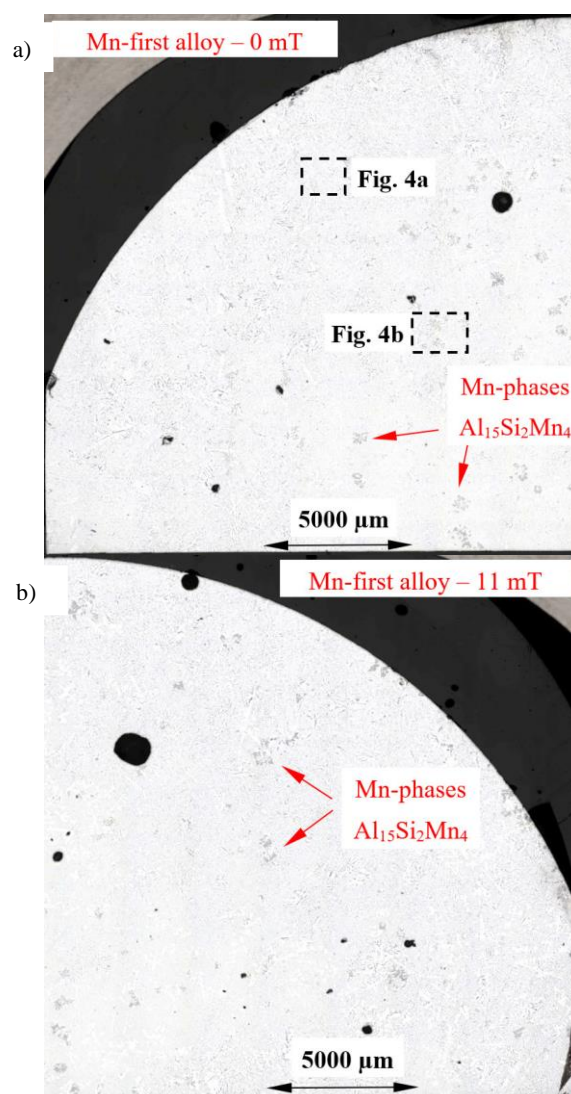 a)
Mn-first alloy – 0 mT
Fig. 4a
Fig. 4b
Mn-phases
Al₁₅Si₂Mn₄
5000 µm
b)
Mn-first alloy – 11 mT
Mn-phases
Al₁₅Si₂Mn₄
5000 µm